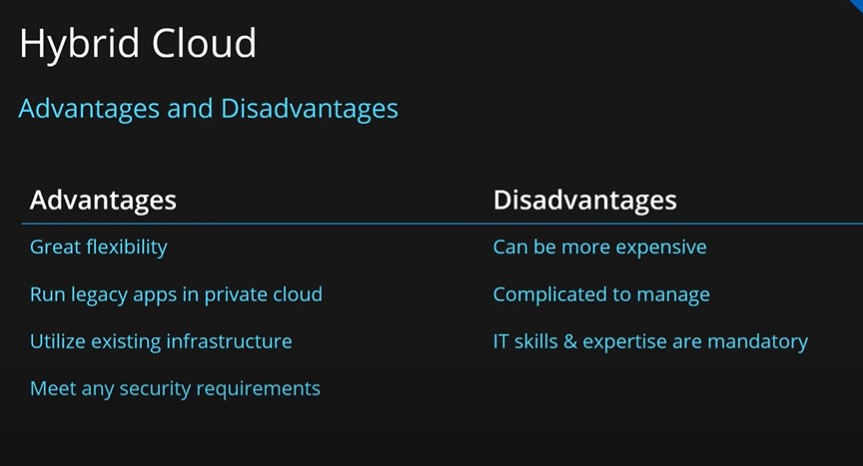 Hybrid Cloud
Advantages and Disadvantages
Advantages
Disadvantages
Great flexibility
Can be more expensive
Run legacy apps in private cloud
Complicated to manage
Utilize existing infrastructure
IT skills & expertise are mandatory
Meet any security requirements